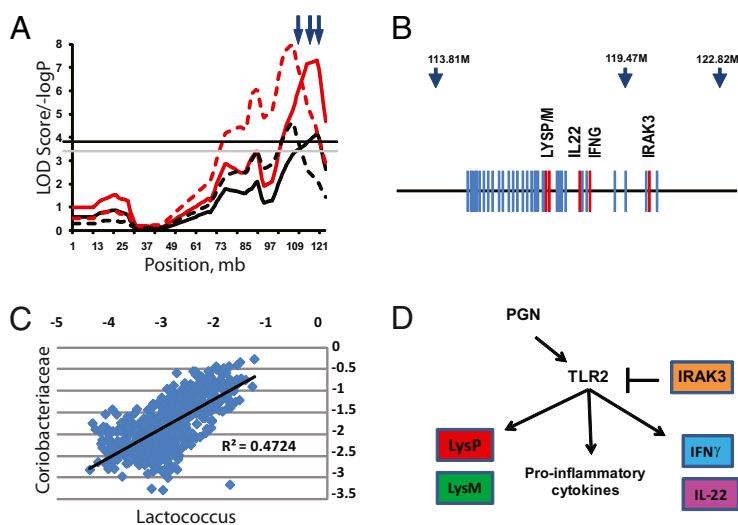 A
LOD Score/-logP
8
7
6
5
4
3
2
1
0
1 13 25 37 49 61 73 85 97 109 121
Position, mb
B
113.81M 119.47M 122.82M
LYSP/M IL22 IFNG IRAK3
C
-5 -4 -3 -2 -1 0
0
-0.5
-1
-1.5
-2
-2.5
-3
-3.5
Coriobacteriaceae
R² = 0.4724
Lactococcus
D
PGN
TLR2
IRAK3
LysP
LysM
Pro-inflammatory
cytokines
IFNγ
IL-22